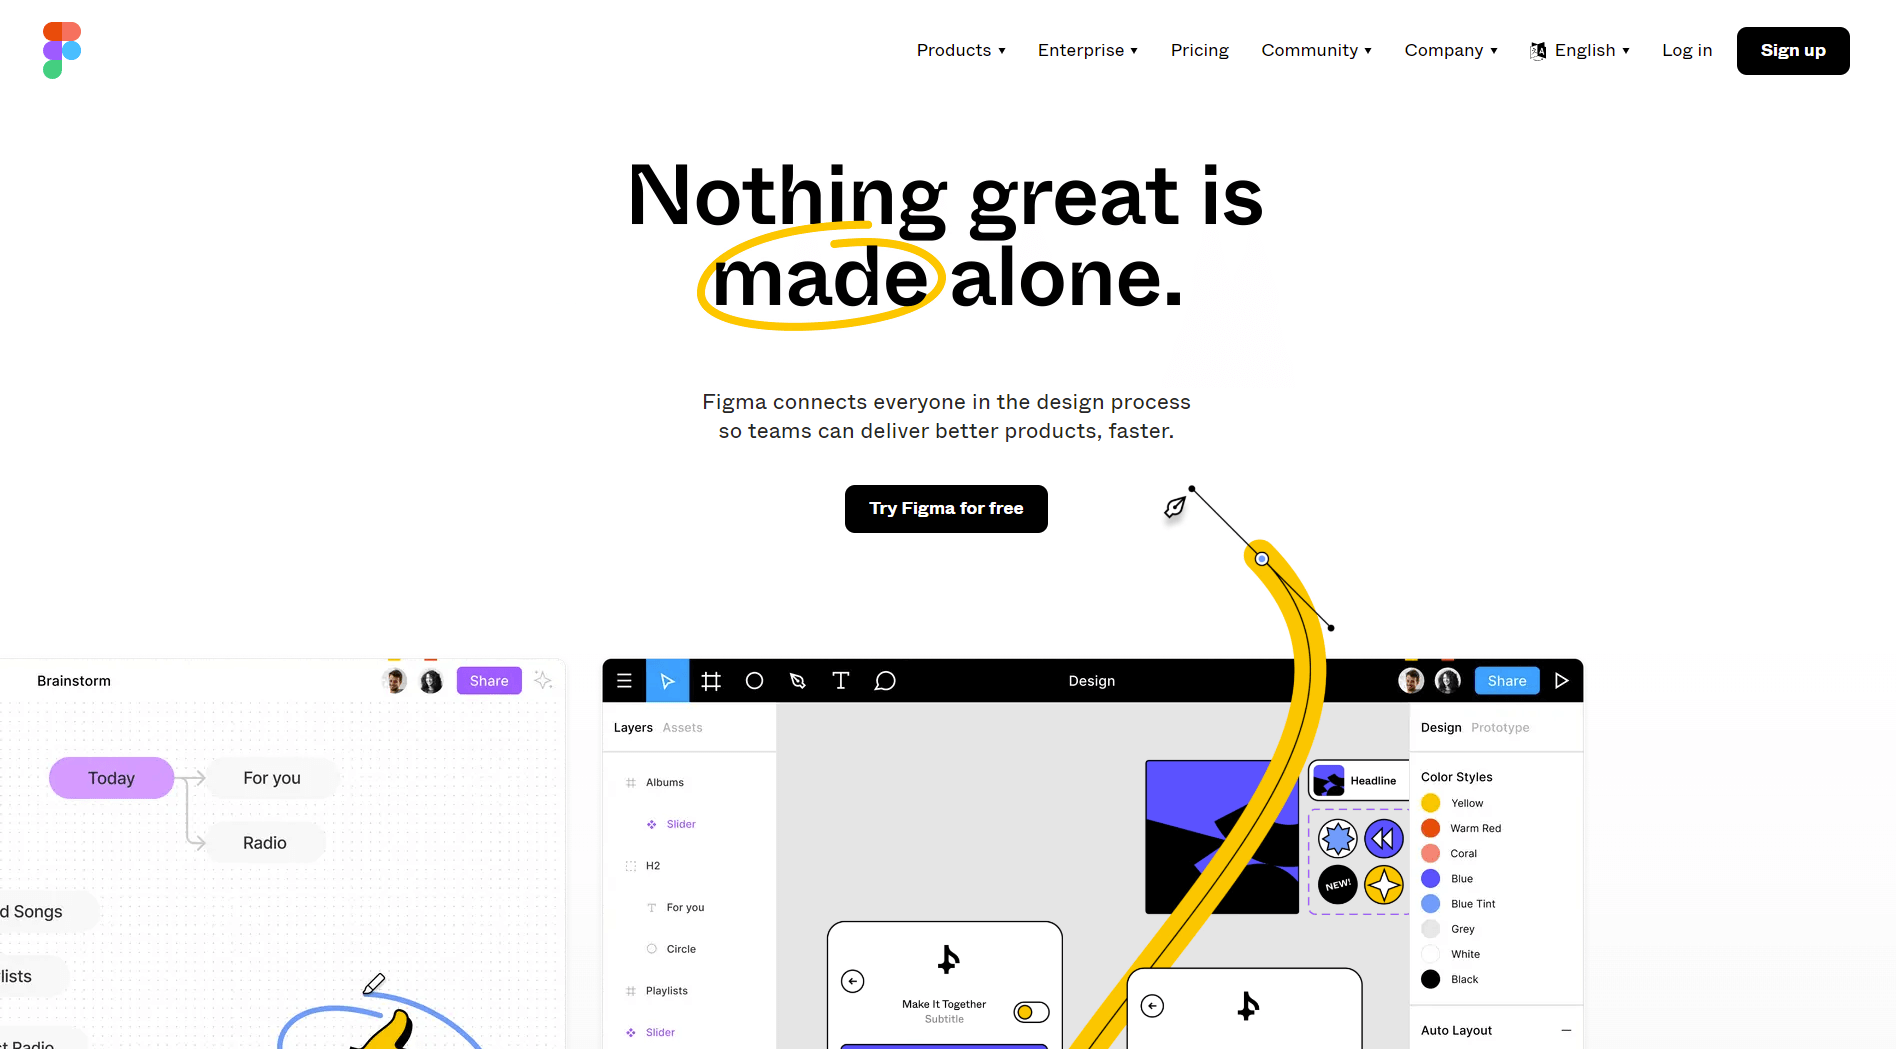 Products
Enterprise
Pricing
Community
Company
English
Log in
Sign up
Nothing great is
made alone.
Figma connects everyone in the design process
so teams can deliver better products, faster.
Try Figma for free
Brainstorm
Share
Today
For you
Radio
d Songs
lists
st Radio
Design
Share
Layers
Assets
Albums
Slider
H2
For you
Circle
Playlists
Slider
Headline
NEW!
Make It Together
Subtitle
Design
Prototype
Color Styles
Yellow
Warm Red
Coral
Blue
Blue Tint
Grey
White
Black
Auto Layout